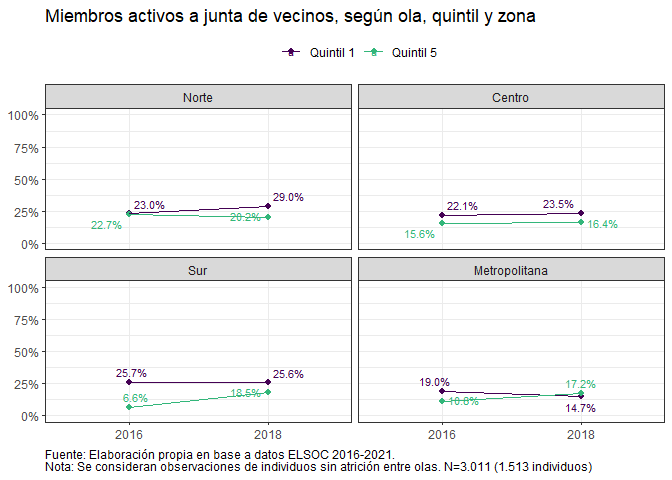 Miembros activos a junta de vecinos, según ola, quintil y zona
Quintil 1 Quintil 5
Norte Centro
100%
75%
50%
25%
0%
23.0% 29.0%
22.7% 20.2%
22.1% 23.5%
15.6% 16.4%
Sur Metropolitana
100%
75%
50%
25%
0%
25.7% 25.6%
6.6% 18.5%
19.0% 17.2%
10.8% 14.7%
2016 2018 2016 2018
Fuente: Elaboración propia en base a datos ELSOC 2016-2021.
Nota: Se consideran observaciones de individuos sin atrición entre olas. N=3.011 (1.513 individuos)